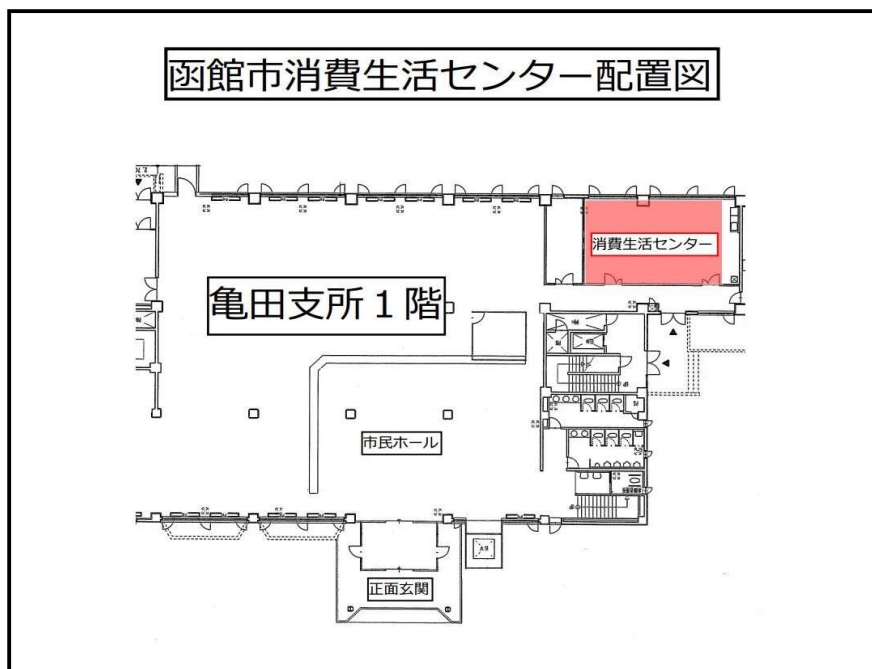 函館市消費生活センター配置図
消費生活センター
亀田支所１階
市民ホール
正面玄関